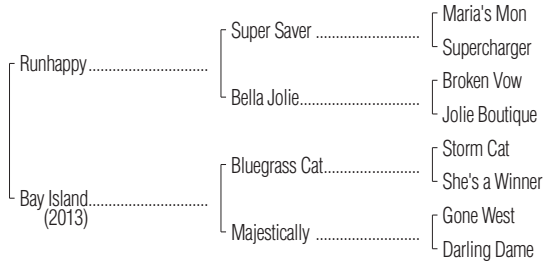 Maria's Mon
Super Saver ........................
Supercharger
Runhappy............................
Broken Vow
Bella Jolie............................
Jolie Boutique
Storm Cat
Bluegrass Cat......................
She's a Winner
Bay Island............................
(2013)
Gone West
Majestically ........................
Darling Dame